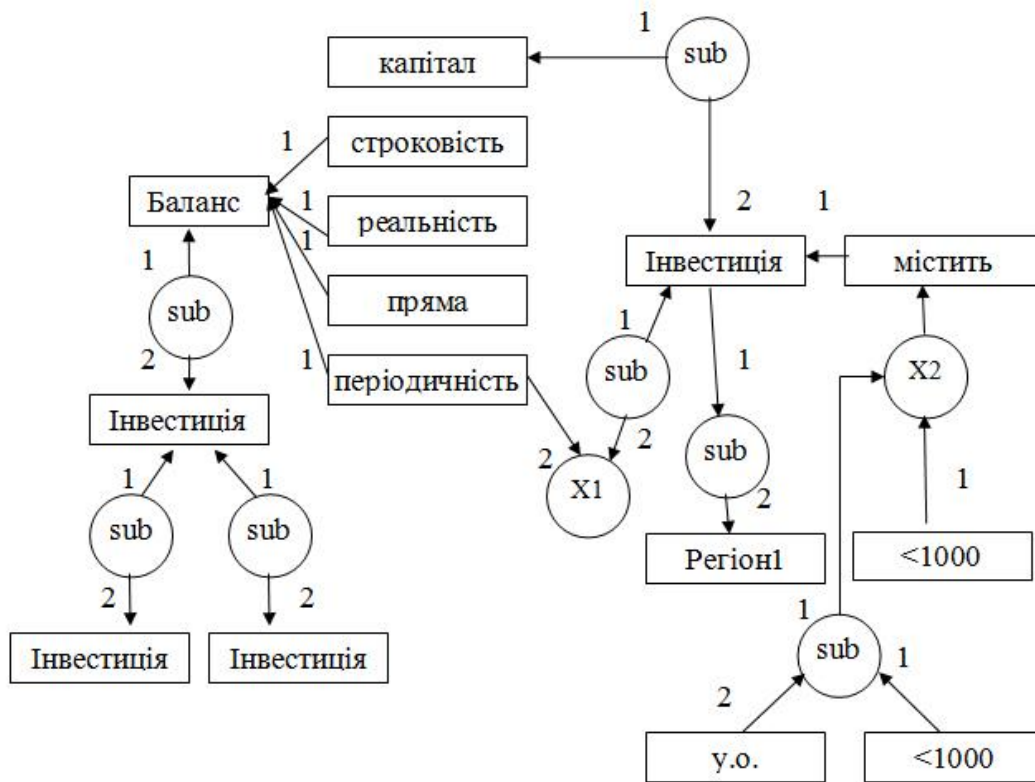 1
sub
капітал
1
строковість
Баланс
1
реальність
1
2
1
Інвестиція
містить
1
sub
пряма
1
sub
X2
2
1
періодичність
1
Інвестиція
2
sub
2
X1
1
1
2
1
sub
sub
Регіон1
<1000
2
2
1
sub
1
Інвестиція
Інвестиція
2
у.о.
<1000